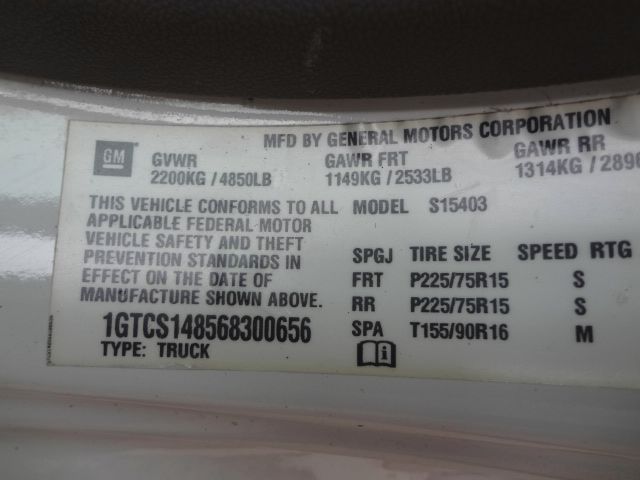 MFD BY GENERAL MOTORS CORPORATION
GM
GVWR GAWR FRT GAWR RR
2200KG / 4850LB 1149KG / 2533LB 1314KG / 2896
THIS VEHICLE CONFORMS TO ALL MODEL S15403
APPLICABLE FEDERAL MOTOR
VEHICLE SAFETY AND THEFT SPGJ TIRE SIZE SPEED RTG
PREVENTION STANDARDS IN
EFFECT ON THE DATE OF FRT P225/75R15 S
MANUFACTURE SHOWN ABOVE. RR P225/75R15 S
1GTCS148568300656 SPA T155/90R16 M
TYPE: TRUCK